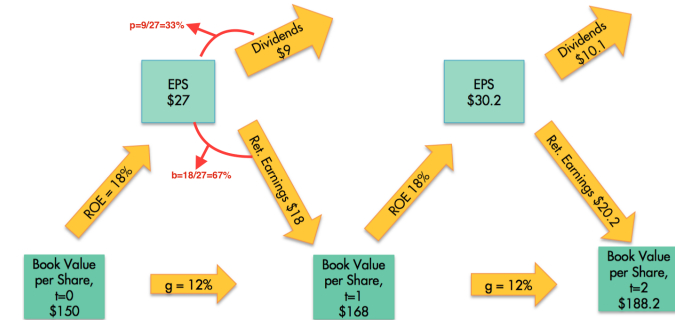 p=9/27=33%
Dividends
$9
EPS
$27
b=18/27=67%
Ret. Earnings $18
ROE = 18%
Book Value
per Share,
t=0
$150
g = 12%
Book Value
per Share,
t=1
$168
ROE 18%
EPS
$30.2
Dividends
$10.1
Ret. Earnings $20.2
g = 12%
Book Value
per Share,
t=2
$188.2